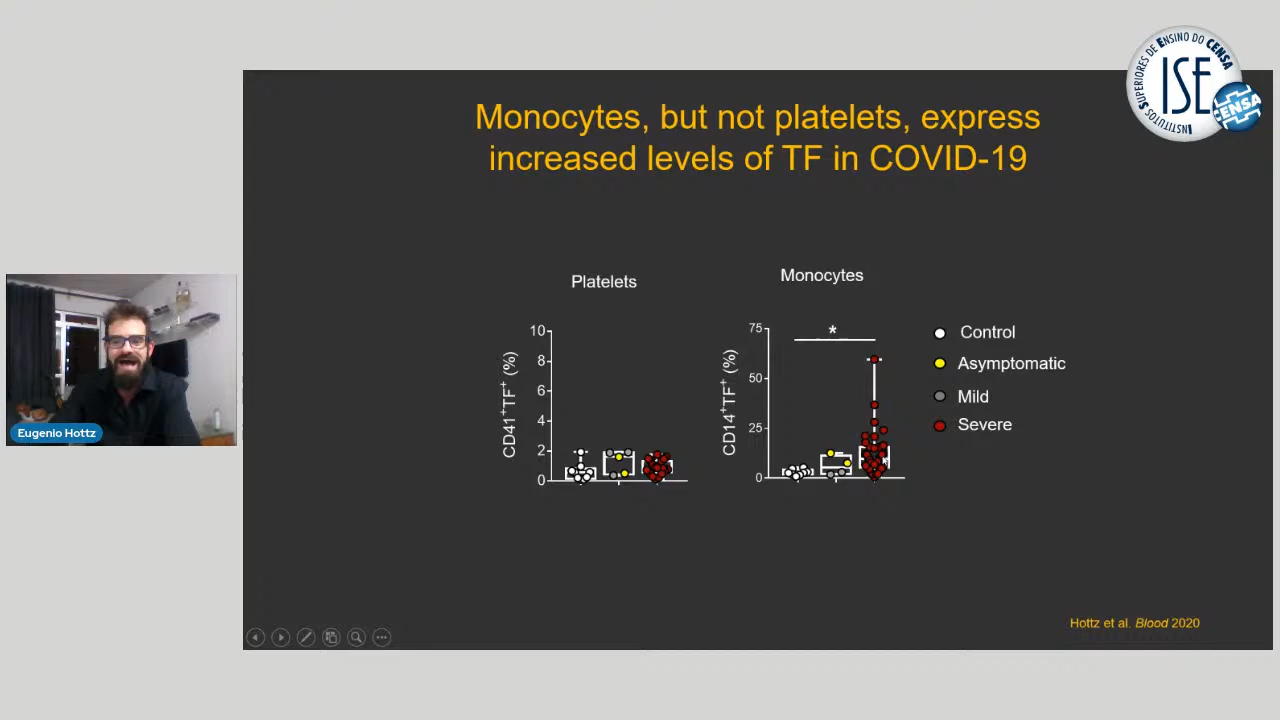 INSTITUTOS SUPERIORES DE ENSINO DO CENSA
ISE
CENSA
Monocytes, but not platelets, express
increased levels of TF in COVID-19
Platelets
CD41⁺TF⁺ (%)
10
8
6
4
2
0
Monocytes
CD14⁺TF⁺ (%)
75
50
25
0
*
Control
Asymptomatic
Mild
Severe
Eugenio Hottz
Hottz et al. Blood 2020